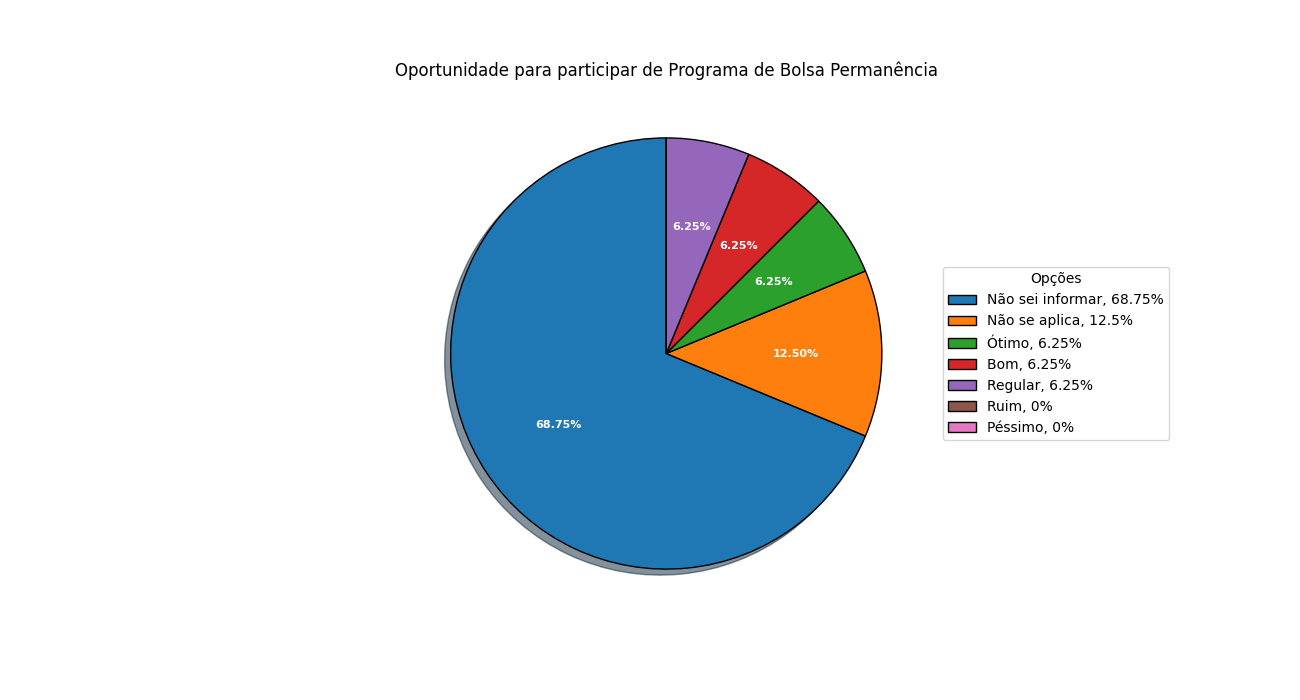 Oportunidade para participar de Programa de Bolsa Permanência
6.25%
6.25%
6.25%
12.50%
68.75%
Opções
Não sei informar, 68.75%
Não se aplica, 12.5%
Ótimo, 6.25%
Bom, 6.25%
Regular, 6.25%
Ruim, 0%
Péssimo, 0%